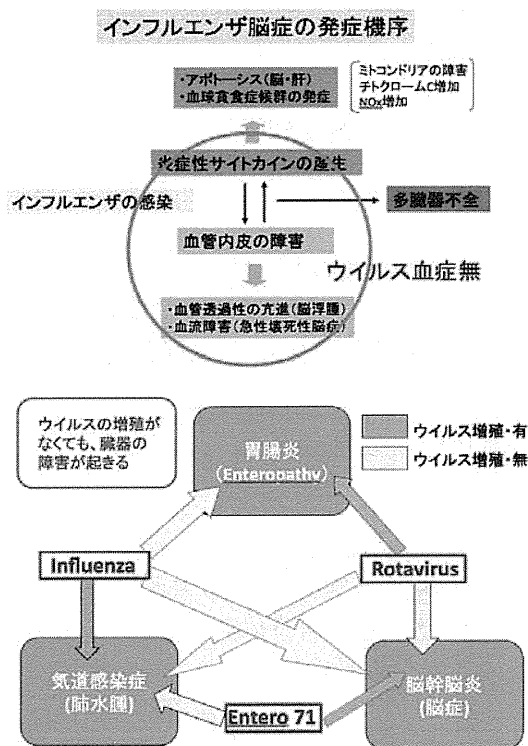 インフルエンザ脳症の発症機序
・アポトーシス(脳・肝)
・血球貪食症候群の発症
ミトコンドリアの障害
チトクロームC増加
NOx増加
炎症性サイトカインの産生
インフルエンザの感染
多臓器不全
血管内皮の障害
ウイルス血症無
・血管透過性の亢進(脳浮腫)
・血流障害(急性壊死性脳症)
ウイルスの増殖が
なくても、臓器の
障害が起きる
胃腸炎
(Enteropathy)
ウイルス増殖・有
ウイルス増殖・無
Influenza
Rotavirus
気道感染症
(肺水腫)
Entero 71
脳幹脳炎
(脳症)